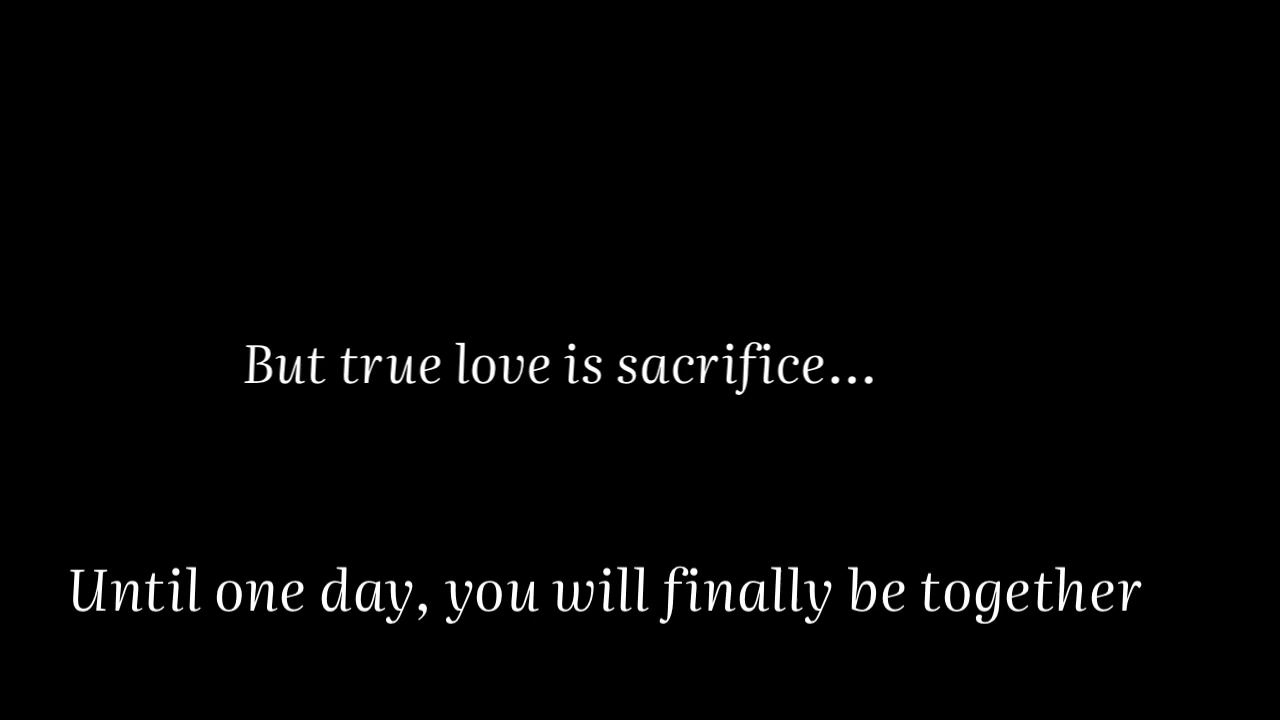 But true love is sacrifice...
Until one day, you will finally be together